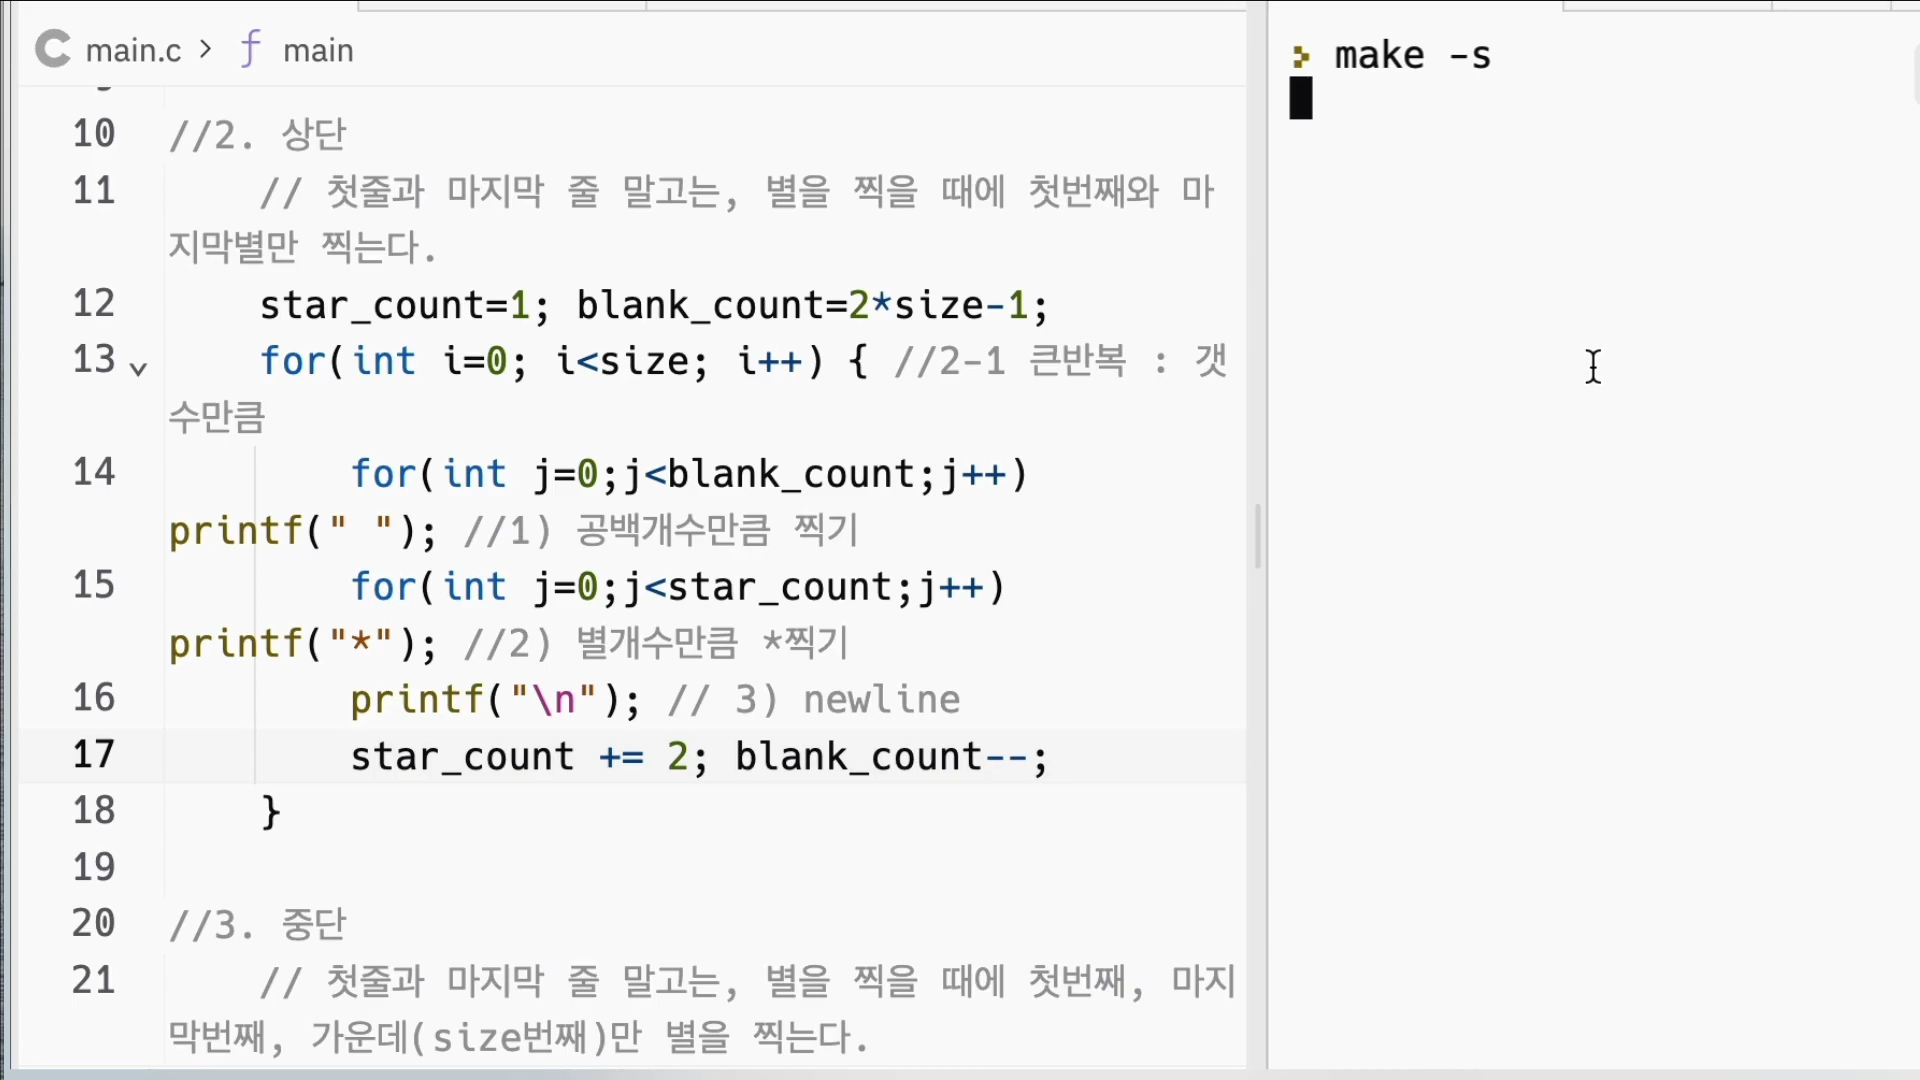 main.c > f main
10 //2. 상단
11 // 첫줄과 마지막 줄 말고는, 별을 찍을 때에 첫번째와 마
지막별만 찍는다.
12 star_count=1; blank_count=2*size-1;
13 for(int i=0; i<size; i++) { //2-1 큰반복 : 갯
수만큼
14 for(int j=0;j<blank_count;j++)
printf(" "); //1) 공백개수만큼 찍기
15 for(int j=0;j<star_count;j++)
printf("*"); //2) 별개수만큼 *찍기
16 printf("\n"); // 3) newline
17 star_count += 2; blank_count--;
18 }
19
20 //3. 중단
21 // 첫줄과 마지막 줄 말고는, 별을 찍을 때에 첫번째, 마지
막번째, 가운데(size번째)만 별을 찍는다.
make -s